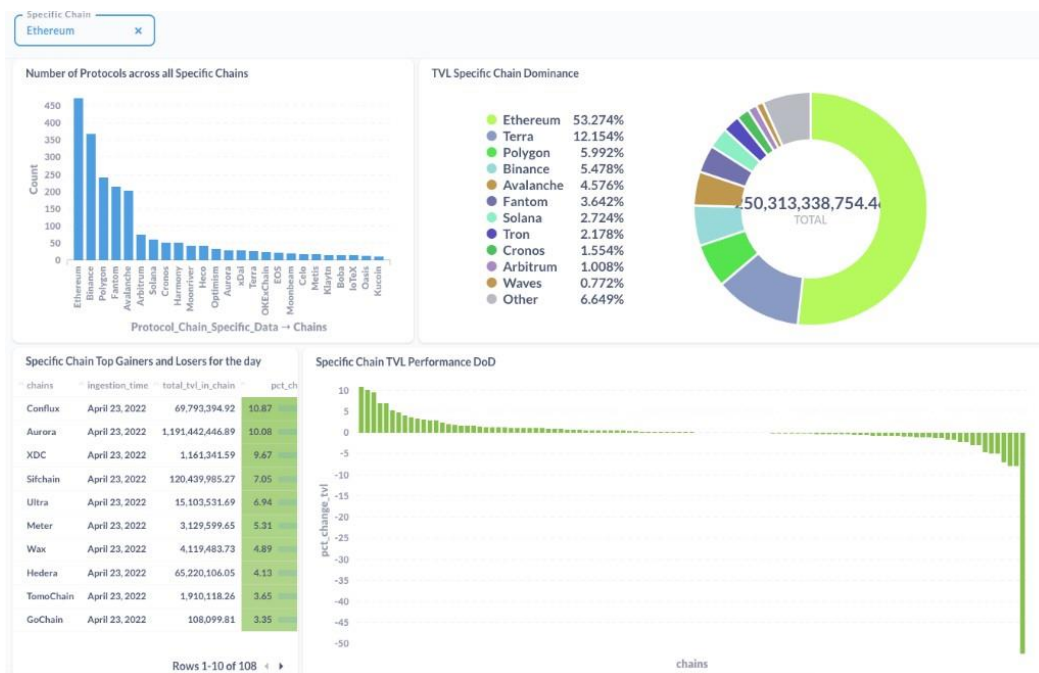 Specific Chain
Ethereum ×
Number of Protocols across all Specific Chains
450
400
350
300
250
200
150
100
50
0
Count
Ethereum
Binance
Polygon
Fantom
Avalanche
Arbitrum
Solana
Cronos
Harmony
Moonriver
Heco
Optimism
Aurora
xDai
Terra
OKExChain
EOS
Moonbeam
Celo
Metis
Klaytn
Boba
IoTeX
Oasis
Kucoin
Protocol_Chain_Specific_Data → Chains
TVL Specific Chain Dominance
Ethereum 53.274%
Terra 12.154%
Polygon 5.992%
Binance 5.478%
Avalanche 4.576%
Fantom 3.642%
Solana 2.724%
Tron 2.178%
Cronos 1.554%
Arbitrum 1.008%
Waves 0.772%
Other 6.649%
250,313,338,754.4
TOTAL
Specific Chain Top Gainers and Losers for the day
chains ingestion_time total_tvl_in_chain pct_ch
Conflux April 23, 2022 69,793,394.92 10.87
Aurora April 23, 2022 1,191,442,446.89 10.08
XDC April 23, 2022 1,161,341.59 9.67
Sifchain April 23, 2022 120,439,985.27 7.05
Ultra April 23, 2022 15,103,531.69 6.94
Meter April 23, 2022 3,129,599.65 5.31
Wax April 23, 2022 4,119,483.73 4.89
Hedera April 23, 2022 65,220,106.05 4.13
TomoChain April 23, 2022 1,910,118.26 3.65
GoChain April 23, 2022 108,099.81 3.35
Rows 1-10 of 108
Specific Chain TVL Performance DoD
10
5
0
-5
-10
-15
-20
-25
-30
-35
-40
-45
-50
pct_change_tvl
chains